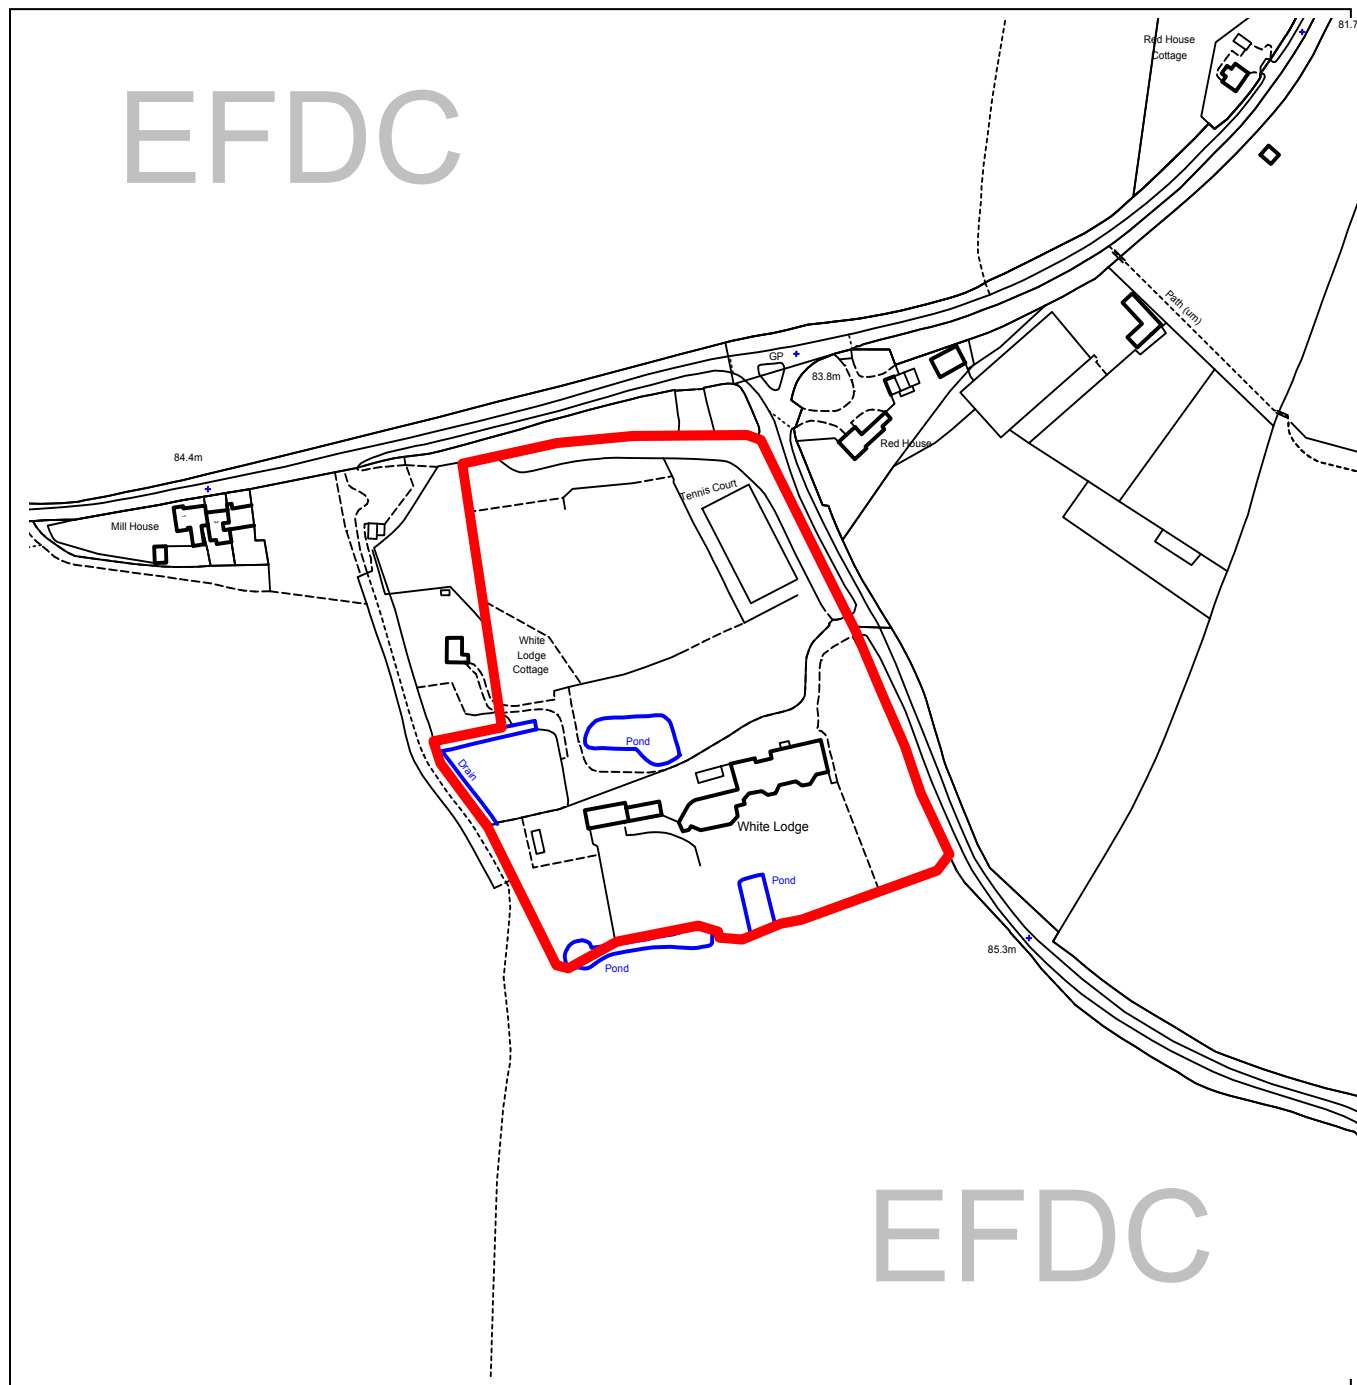 81.7
Red House
Cottage
EFDC
Path (um)
GP
83.8m
Red House
84.4m
Tennis Court
Mill House
White
Lodge
Cottage
Pond
Drain
White Lodge
Pond
85.3m
Pond
EFDC